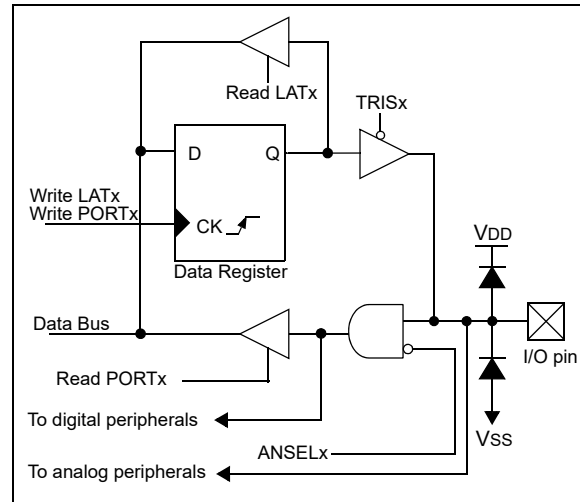 Read LATx
TRISx
D
Q
Write LATx
Write PORTx
CK
Data Register
VDD
Data Bus
I/O pin
Read PORTx
To digital peripherals
VSS
ANSELx
To analog peripherals